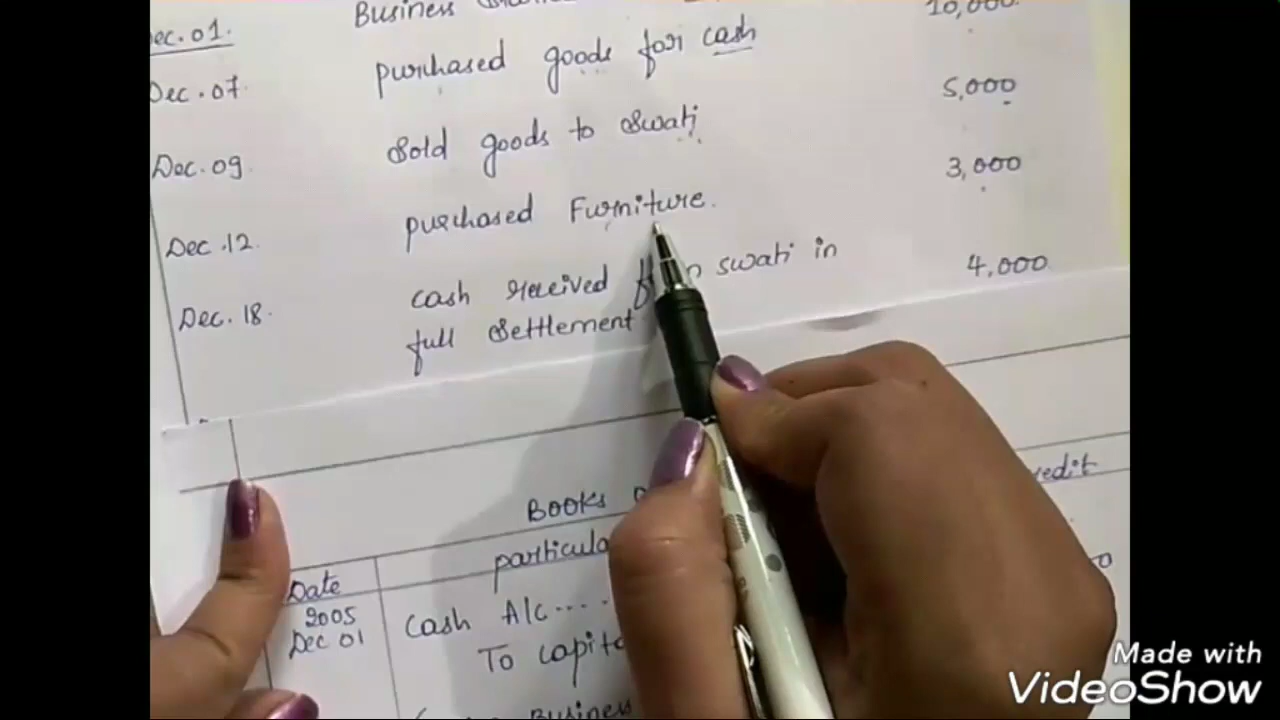 Dec.01. Business
Dec.07. purchased goods for cash 10,000.
Dec.09. Sold goods to Swati 5,000
Dec.12. purchased Furniture. 3,000
Dec.18. cash received swati in 4,000
full Settlement
Books
Date particula
2005
Dec 01 Cash A/c....
To capita
Business
Made with
VideoShow